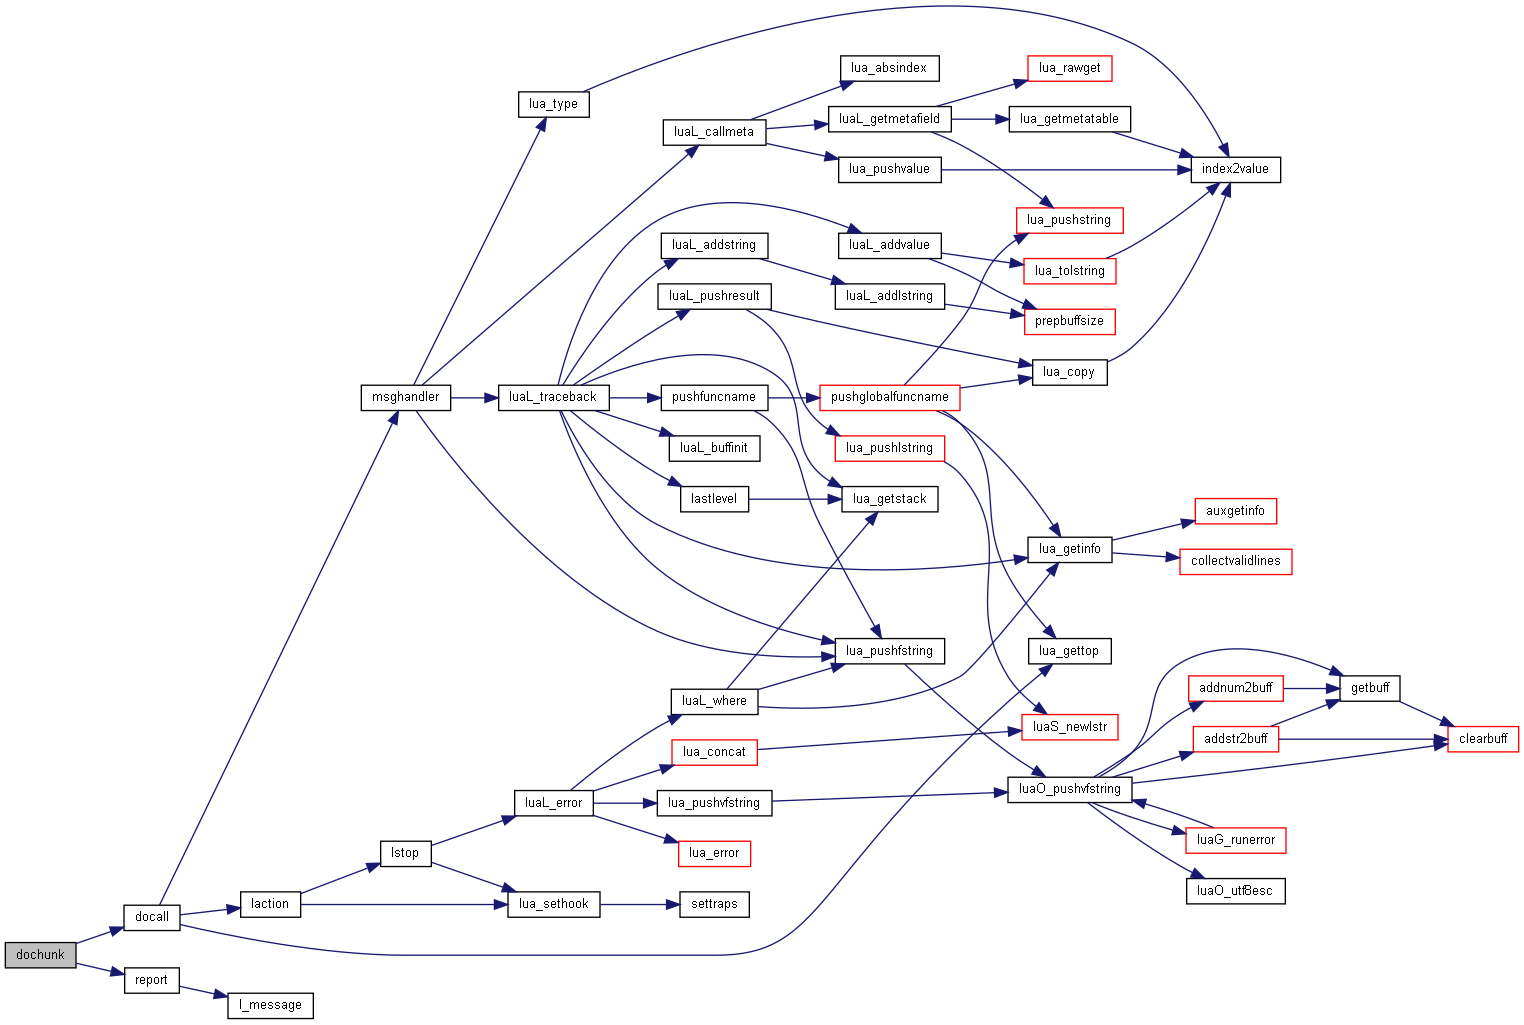 lua_absindex
lua_rawget
lua_type
luaL_getmetafield
lua_getmetatable
luaL_callmeta
lua_pushvalue
index2value
lua_pushstring
luaL_addstring
luaL_addvalue
lua_tolstring
luaL_pushresult
luaL_addlstring
prepbuffsize
lua_copy
msghandler
luaL_traceback
pushfuncname
pushglobalfuncname
luaL_buffinit
lua_pushlstring
lastlevel
lua_getstack
auxgetinfo
lua_getinfo
collectvalidlines
lua_pushfstring
lua_gettop
addnum2buff
getbuff
luaL_where
luaS_newlstr
lua_concat
addstr2buff
clearbuff
luaO_pushvfstring
luaL_error
lua_pushvfstring
luaG_runerror
lstop
lua_error
luaO_utf8esc
laction
lua_sethook
settraps
docall
dochunk
report
l_message